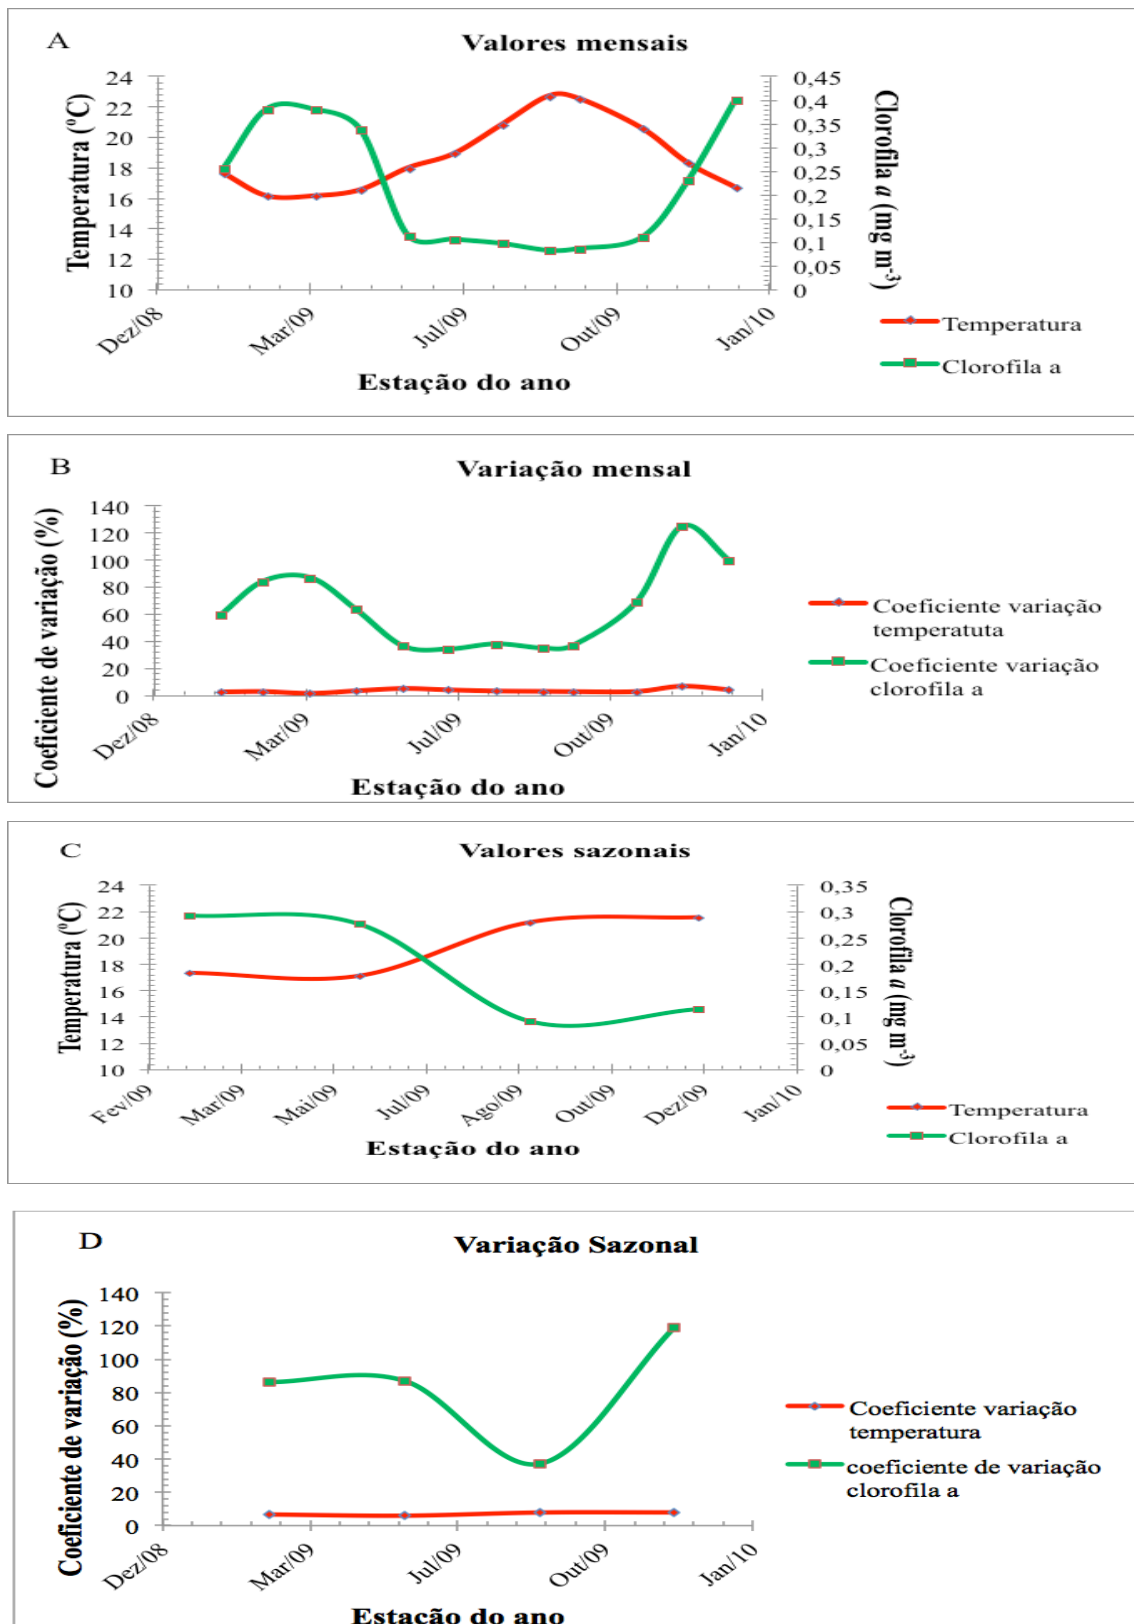 A
Valores mensais
Temperatura (ºC)
24
22
20
18
16
14
12
10
0,45
0,4
0,35
0,3
0,25
0,2
0,15
0,1
0,05
0
Clorofila a (mg m-3)
Dez/08
Mar/09
Jul/09
Out/09
Jan/10
Estação do ano
Temperatura
Clorofila a
B
Variação mensal
Coeficiente de variação (%)
140
120
100
80
60
40
20
0
Dez/08
Mar/09
Jul/09
Out/09
Jan/10
Estação do ano
Coeficiente variação
temperatuta
Coeficiente variação
clorofila a
C
Valores sazonais
Temperatura (ºC)
24
22
20
18
16
14
12
10
0,35
0,3
0,25
0,2
0,15
0,1
0,05
0
Clorofila a (mg m-3)
Fev/09
Mar/09
Mai/09
Jul/09
Ago/09
Out/09
Dez/09
Jan/10
Estação do ano
Temperatura
Clorofila a
D
Variação Sazonal
Coeficiente de variação (%)
140
120
100
80
60
40
20
0
Dez/08
Mar/09
Jul/09
Out/09
Jan/10
Estação do ano
Coeficiente variação
temperatura
coeficiente de variação
clorofila a